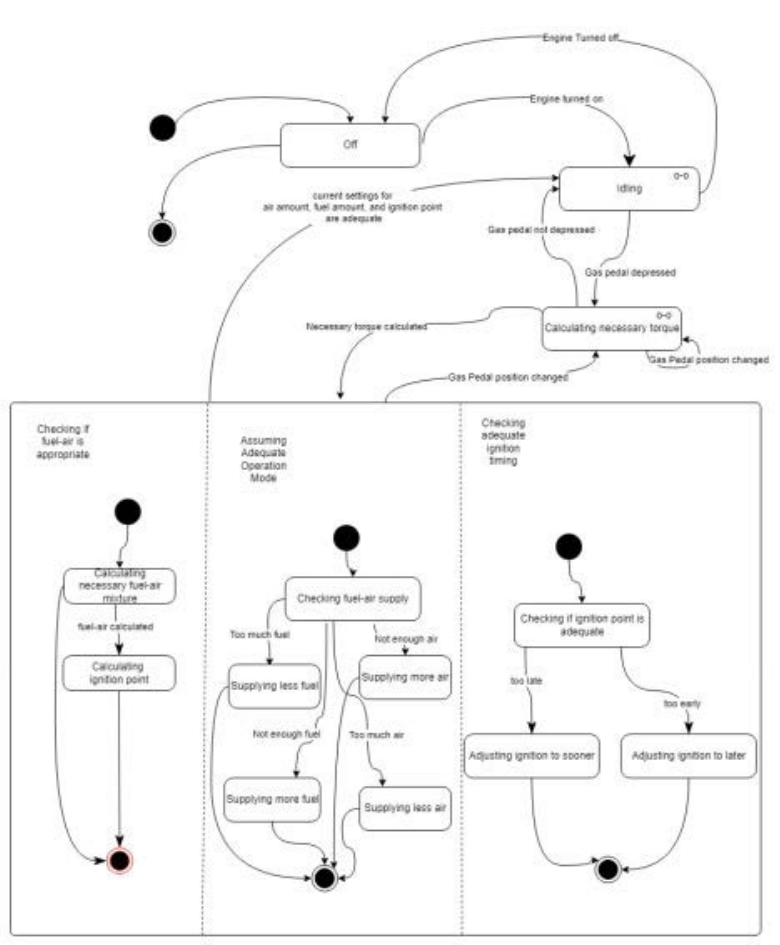 Engine Turned off
Engine turned on
Off
Idling
current settings for
air amount, fuel amount, and ignition point
are adequate
Gas pedal not depressed
Gas pedal depressed
Necessary torque calculated
Calculating necessary torque
Gas Pedal position changed
Gas Pedal position changed
Checking if
fuel-air is
appropriate
Assuming
Adequate
Operation
Mode
Checking
adequate
ignition
timing
Calculating
necessary fuel-air
mixture
fuel-air calculated
Calculating
ignition point
Checking fuel-air supply
Too much fuel
Not enough air
Supplying less fuel
Supplying more air
Not enough fuel
Too much air
Supplying more fuel
Supplying less air
Checking if ignition point is
adequate
too late
too early
Adjusting ignition to sooner
Adjusting ignition to later